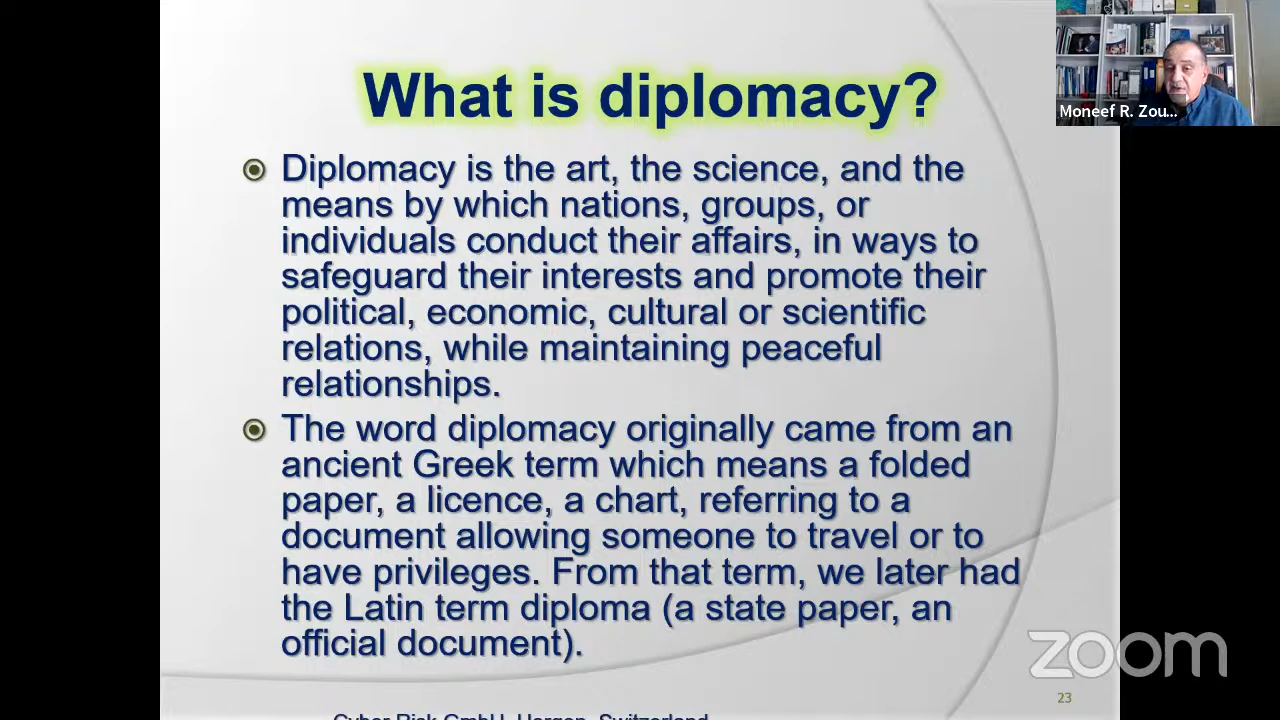 What is diplomacy?
Diplomacy is the art, the science, and the
means by which nations, groups, or
individuals conduct their affairs, in ways to
safeguard their interests and promote their
political, economic, cultural or scientific
relations, while maintaining peaceful
relationships.
The word diplomacy originally came from an
ancient Greek term which means a folded
paper, a licence, a chart, referring to a
document allowing someone to travel or to
have privileges. From that term, we later had
the Latin term diploma (a state paper, an
official document).
Moneef R. Zou...
zoom
23
Cyber Risk GmbH, Horgen, Switzerland